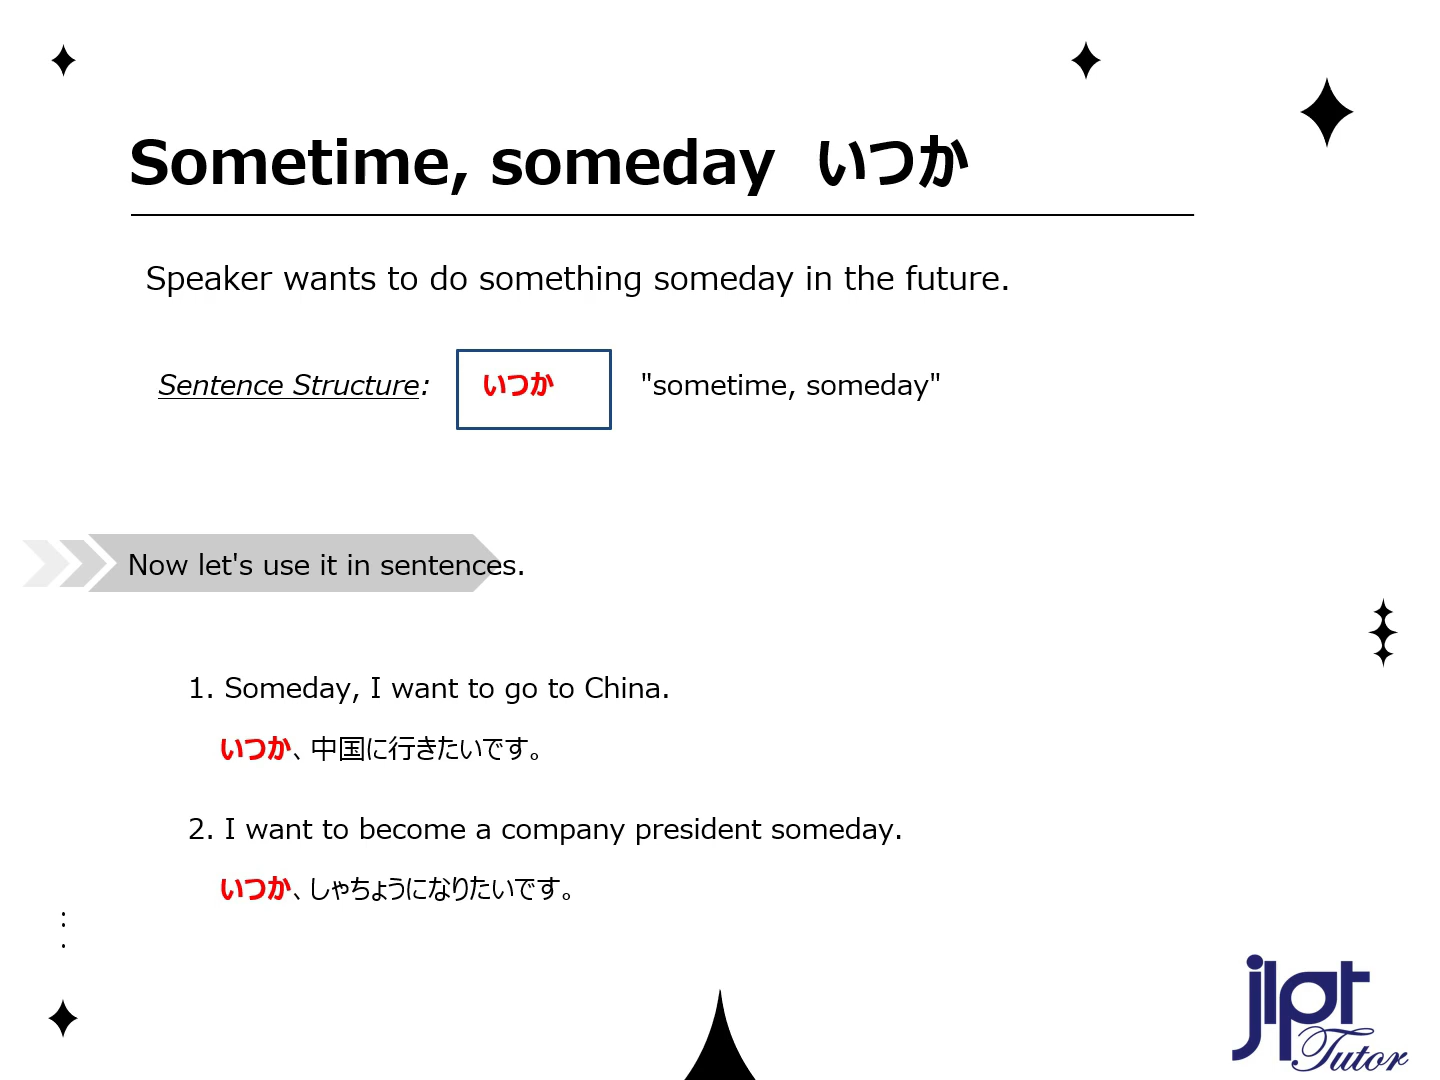 Sometime, someday いつか
Speaker wants to do something someday in the future.
Sentence Structure: いつか "sometime, someday"
Now let's use it in sentences.
1. Someday, I want to go to China.
いつか、中国に行きたいです。
2. I want to become a company president someday.
いつか、しゃちょうになりたいです。
jlpt
Tutor